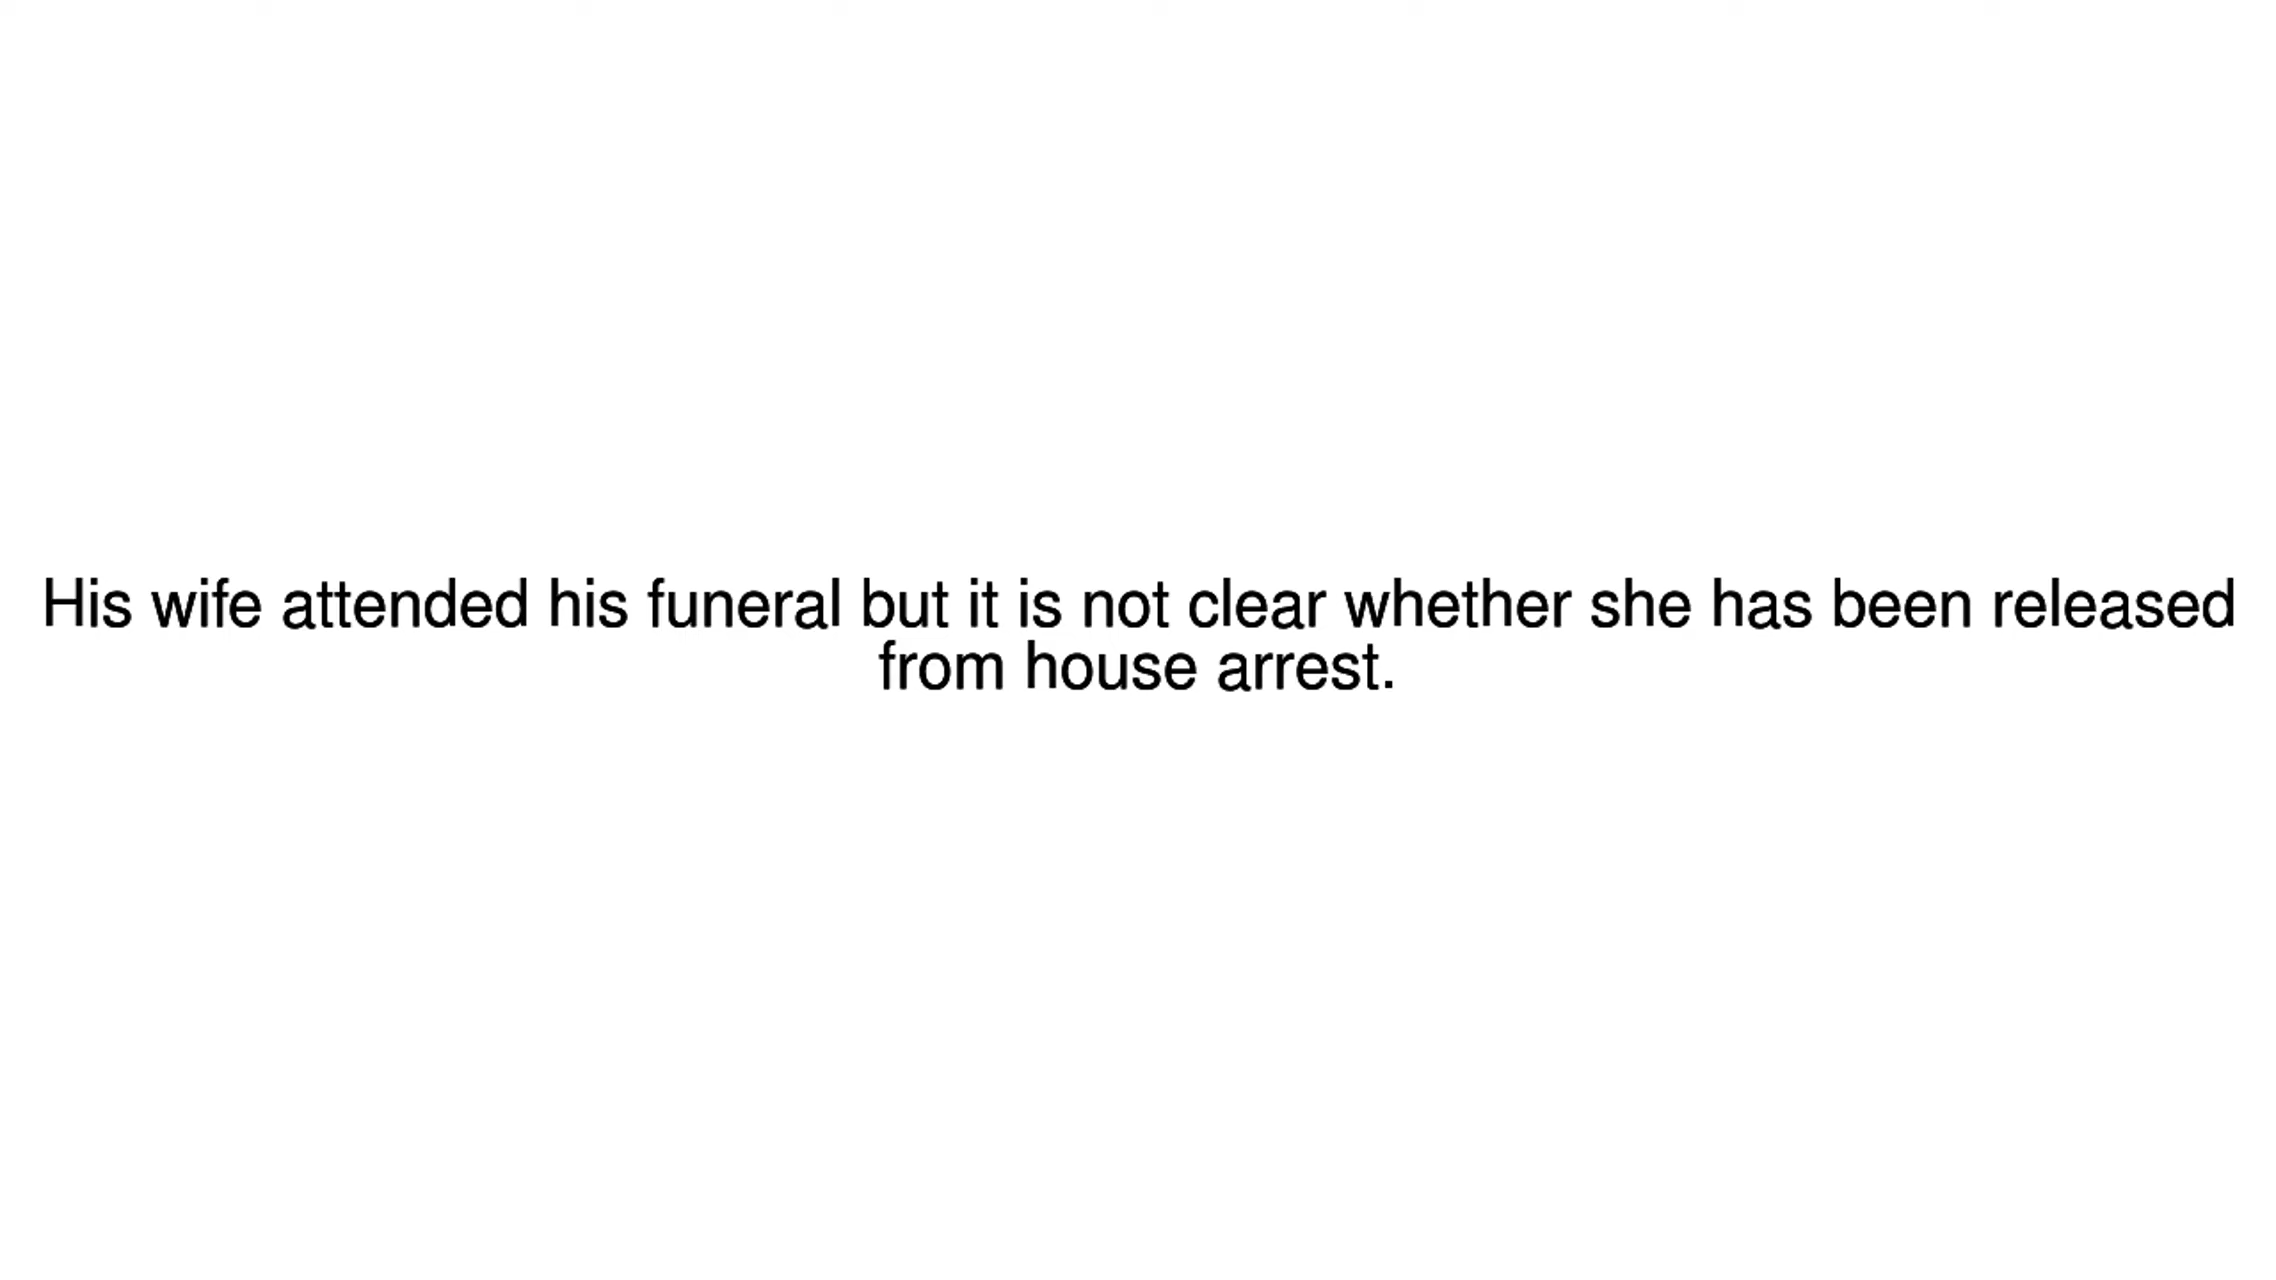 His wife attended his funeral but it is not clear whether she has been released
from house arrest.